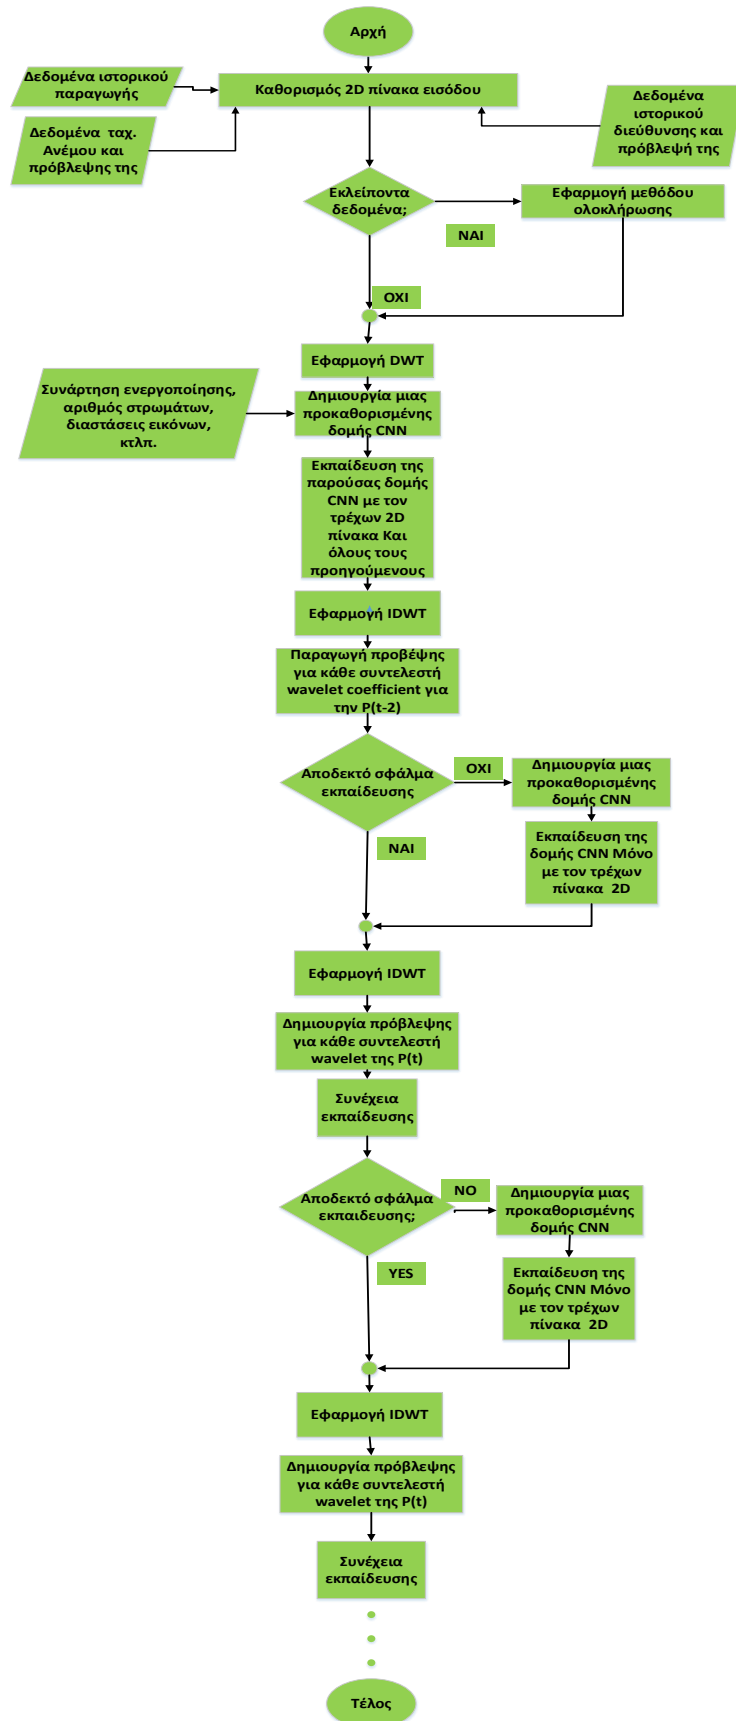 Αρχή
Δεδομένα ιστορικού
παραγωγής
Καθορισμός 2D πίνακα εισόδου
Δεδομένα
ιστορικού
διεύθυνσης και
πρόβλεψή της
Δεδομένα ταχ.
Ανέμου και
πρόβλεψης της
Εκλείποντα
δεδομένα;
Εφαρμογή μεθόδου
ολοκλήρωσης
ΝΑΙ
ΟΧΙ
Εφαρμογή DWT
Συνάρτηση ενεργοποίησης,
αριθμός στρωμάτων,
διαστάσεις εικόνων,
κτλπ.
Δημιουργία μιας
προκαθορισμένης
δομής CNN
Εκπαίδευση της
παρούσας δομής
CNN με τον
τρέχων 2D
πίνακα Και
όλους τους
προηγούμενους
Εφαρμογή IDWT
Παραγωγή προβέψης
για κάθε συντελεστή
wavelet coefficient για
την P(t-2)
Αποδεκτό σφάλμα
εκπαίδευσης
ΟΧΙ
Δημιουργία μιας
προκαθορισμένης
δομής CNN
ΝΑΙ
Εκπαίδευση της
δομής CNN Μόνο
με τον τρέχων
πίνακα 2D
Εφαρμογή IDWT
Δημιουργία πρόβλεψης
για κάθε συντελεστή
wavelet της P(t)
Συνέχεια
εκπαίδευσης
Αποδεκτό σφάλμα
εκπαιδευσης;
NO
Δημιουργία μιας
προκαθορισμένης
δομής CNN
YES
Εκπαίδευση της
δομής CNN Μόνο
με τον τρέχων
πίνακα 2D
Εφαρμογή IDWT
Δημιουργία πρόβλεψης
για κάθε συντελεστή
wavelet της P(t)
Συνέχεια
εκπαίδευσης
Τέλος